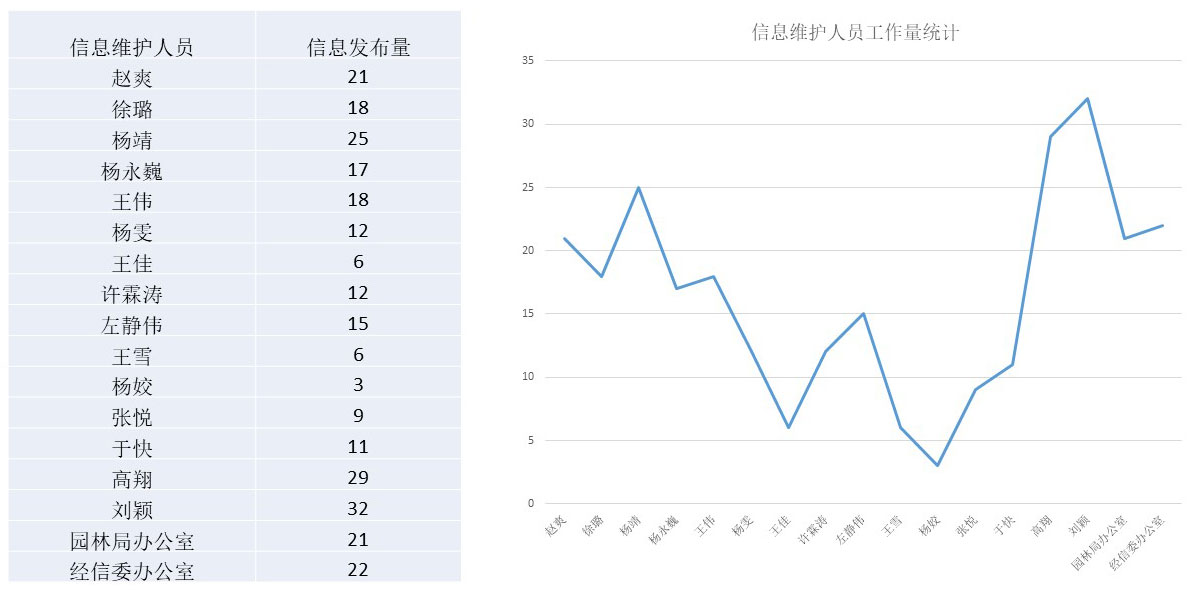 信息维护人员 信息发布量
赵爽 21
徐璐 18
杨靖 25
杨永巍 17
王伟 18
杨雯 12
王佳 6
许霖涛 12
左静伟 15
王雪 6
杨姣 3
张悦 9
于快 11
高翔 29
刘颖 32
园林局办公室 21
经信委办公室 22
信息维护人员工作量统计
35
30
25
20
15
10
5
0
赵爽
徐璐
杨靖
杨永巍
王伟
杨雯
王佳
许霖涛
左静伟
王雪
杨姣
张悦
于快
高翔
刘颖
园林局办公室
经信委办公室